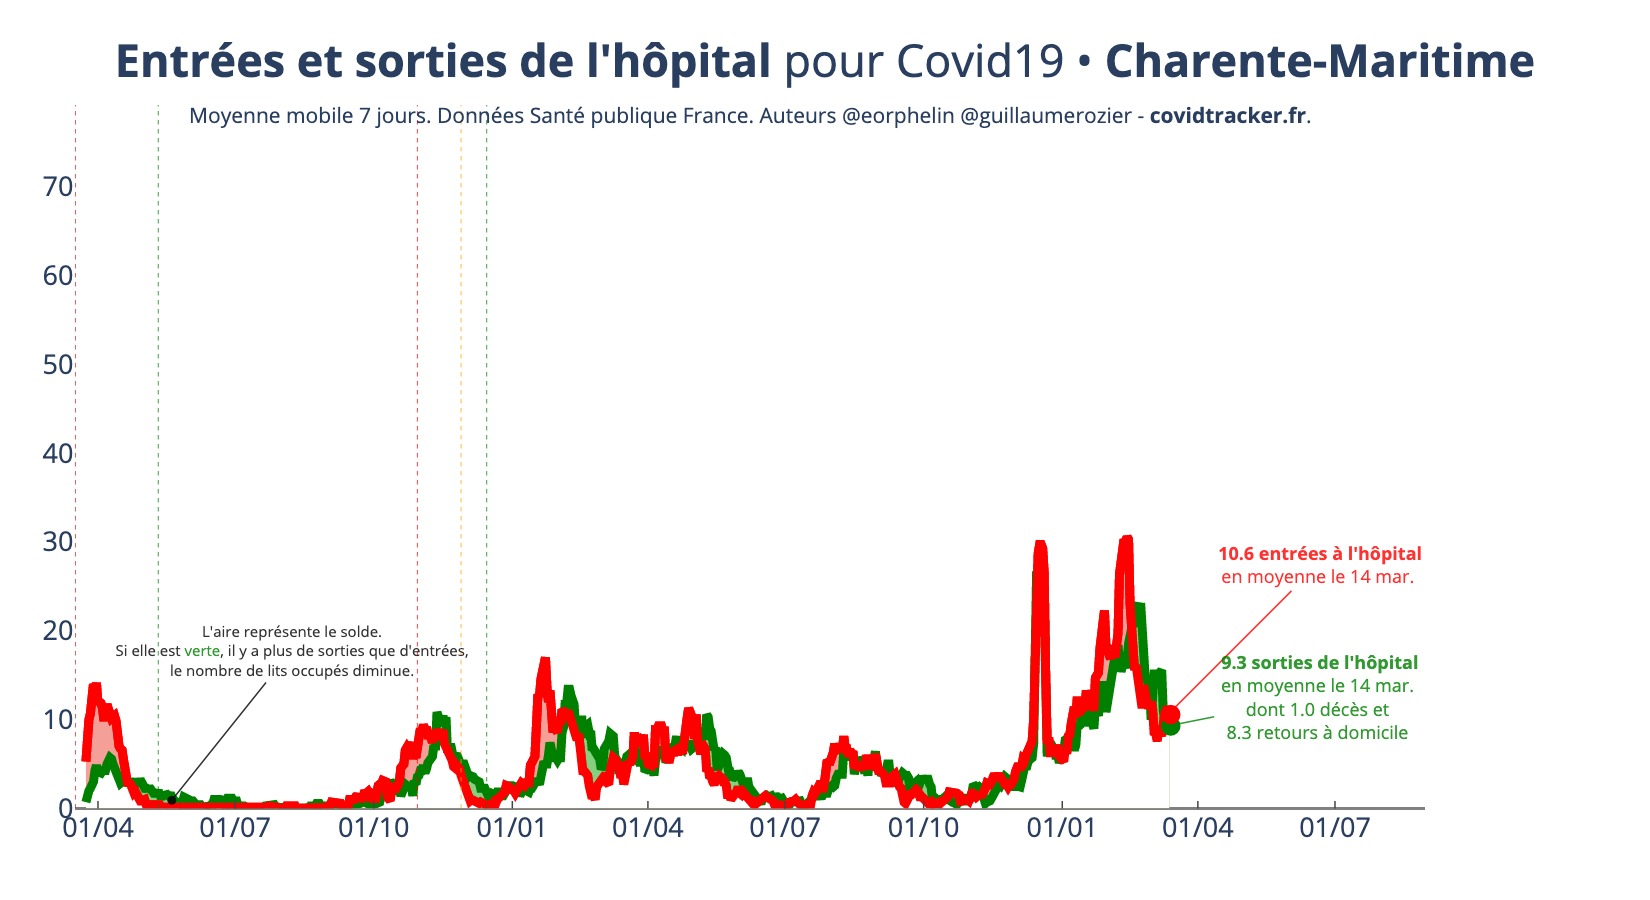 Entrées et sorties de l'hôpital pour Covid19 • Charente-Maritime
Moyenne mobile 7 jours. Données Santé publique France. Auteurs @eorphelin @guillaumerozier - covidtracker.fr.
70
60
50
40
30
20
10
0
10.6 entrées à l'hôpital
en moyenne le 14 mar.
L'aire représente le solde.
Si elle est verte, il y a plus de sorties que d'entrées,
le nombre de lits occupés diminue.
9.3 sorties de l'hôpital
en moyenne le 14 mar.
dont 1.0 décès et
8.3 retours à domicile
01/04 01/07 01/10 01/01 01/04 01/07 01/10 01/01 01/04 01/07